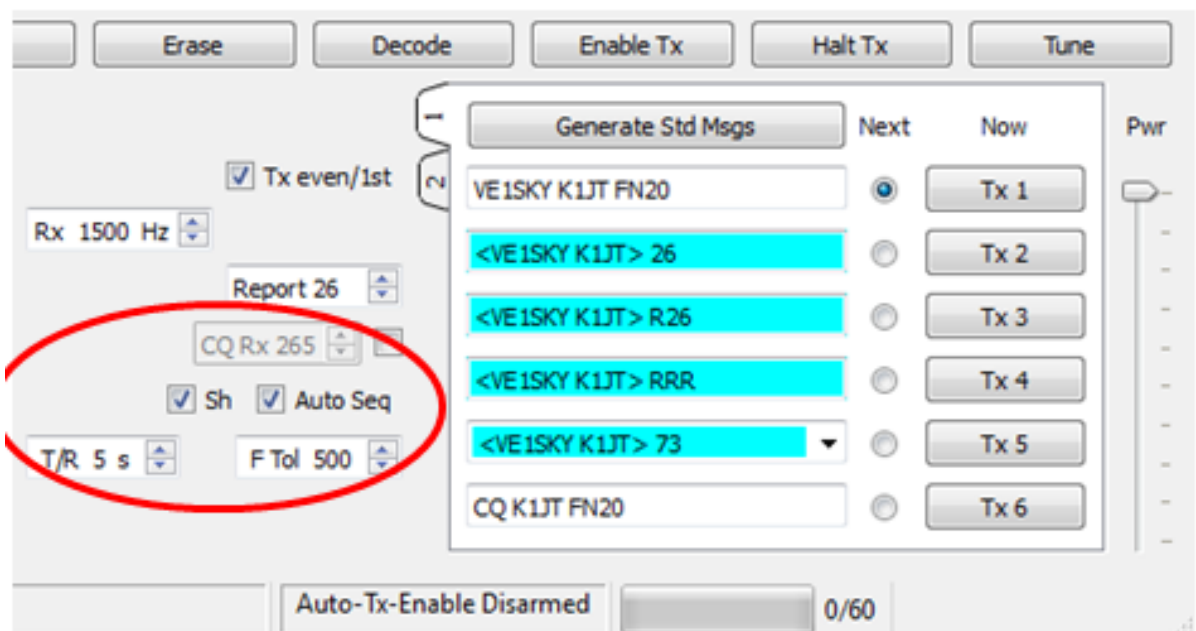 Erase Decode Enable Tx Halt Tx Tune
1 Generate Std Msgs Next Now Pwr
Tx even/1st 2 VE1SKY K1JT FN20 Tx 1
Rx 1500 Hz
<VE1SKY K1JT> 26 Tx 2
Report 26
<VE1SKY K1JT> R26 Tx 3
CQ Rx 265
<VE1SKY K1JT> RRR Tx 4
Sh Auto Seq
<VE1SKY K1JT> 73 Tx 5
T/R 5 s F Tol 500
CQ K1JT FN20 Tx 6
Auto-Tx-Enable Disarmed 0/60